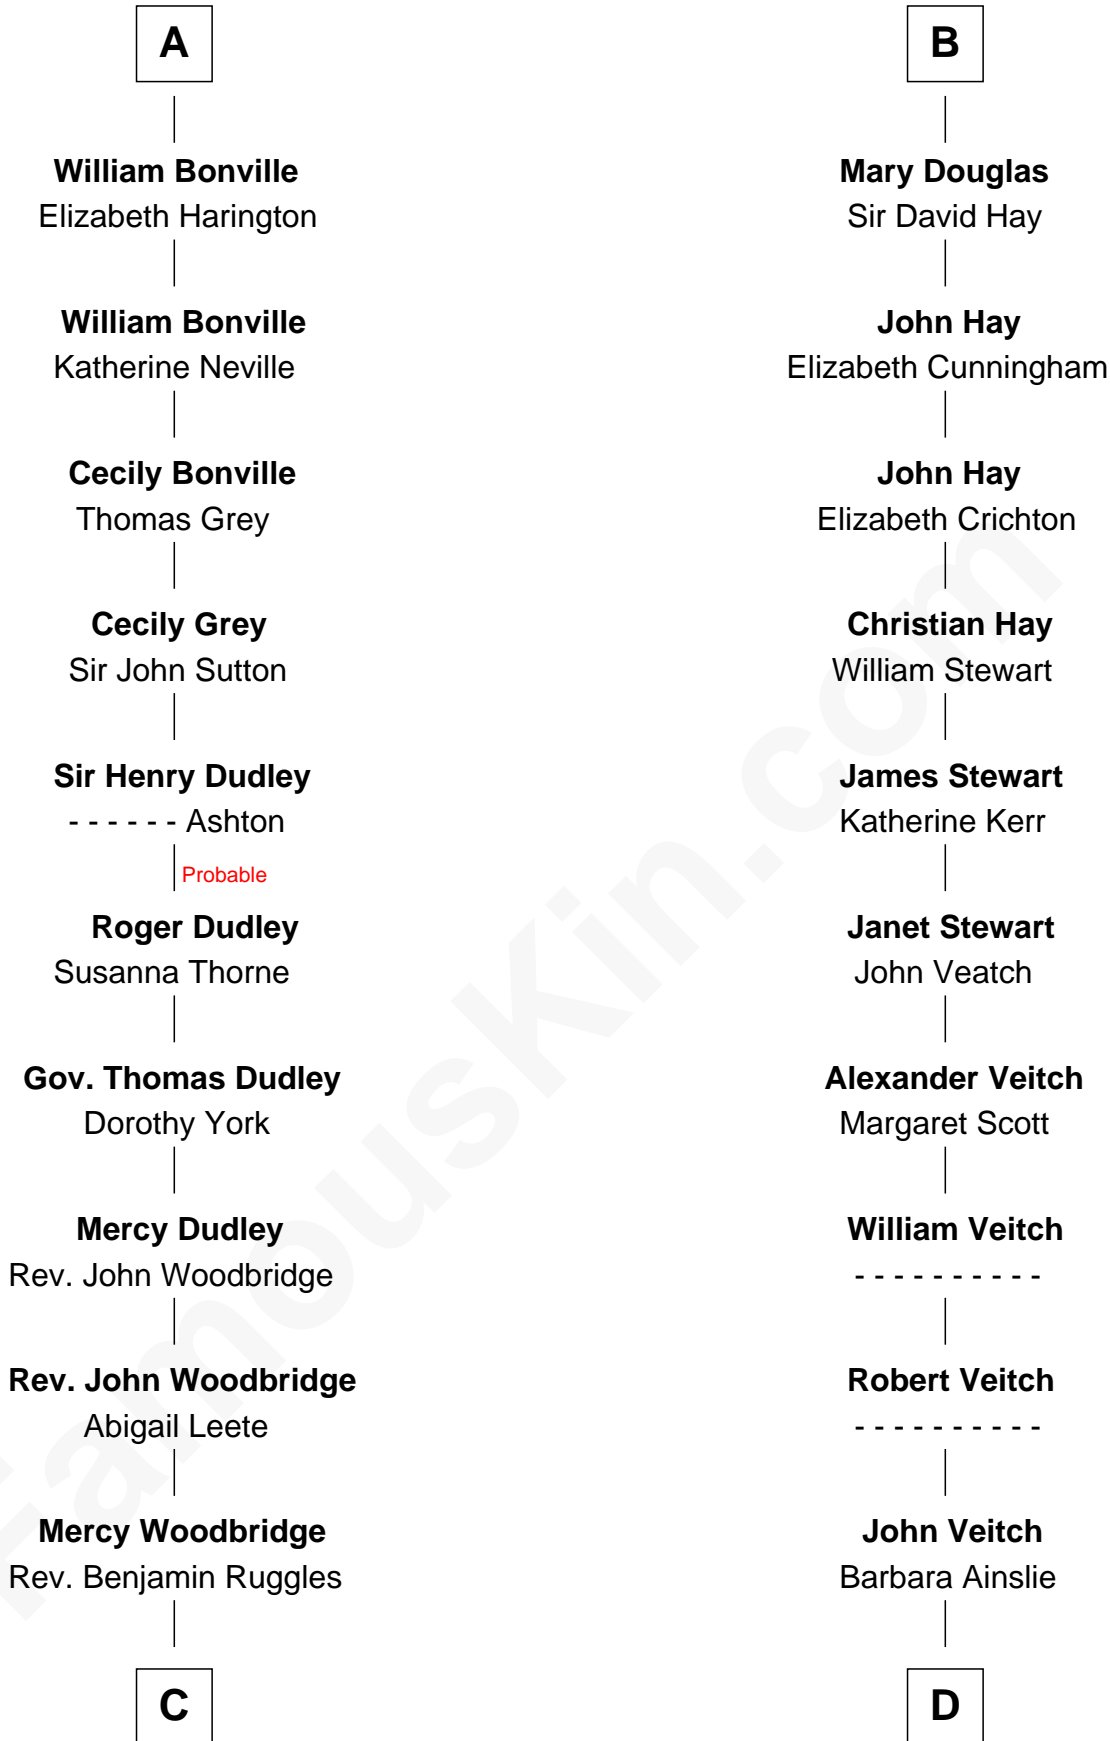 A
William Bonville
Elizabeth Harington
William Bonville
Katherine Neville
Cecily Bonville
Thomas Grey
Cecily Grey
Sir John Sutton
Sir Henry Dudley
- - - - - - Ashton
Probable
Roger Dudley
Susanna Thorne
Gov. Thomas Dudley
Dorothy York
Mercy Dudley
Rev. John Woodbridge
Rev. John Woodbridge
Abigail Leete
Mercy Woodbridge
Rev. Benjamin Ruggles
C
B
Mary Douglas
Sir David Hay
John Hay
Elizabeth Cunningham
John Hay
Elizabeth Crichton
Christian Hay
William Stewart
James Stewart
Katherine Kerr
Janet Stewart
John Veatch
Alexander Veitch
Margaret Scott
William Veitch
- - - - - - - - - -
Robert Veitch
- - - - - - - - - -
John Veitch
Barbara Ainslie
D
FamousKin.com